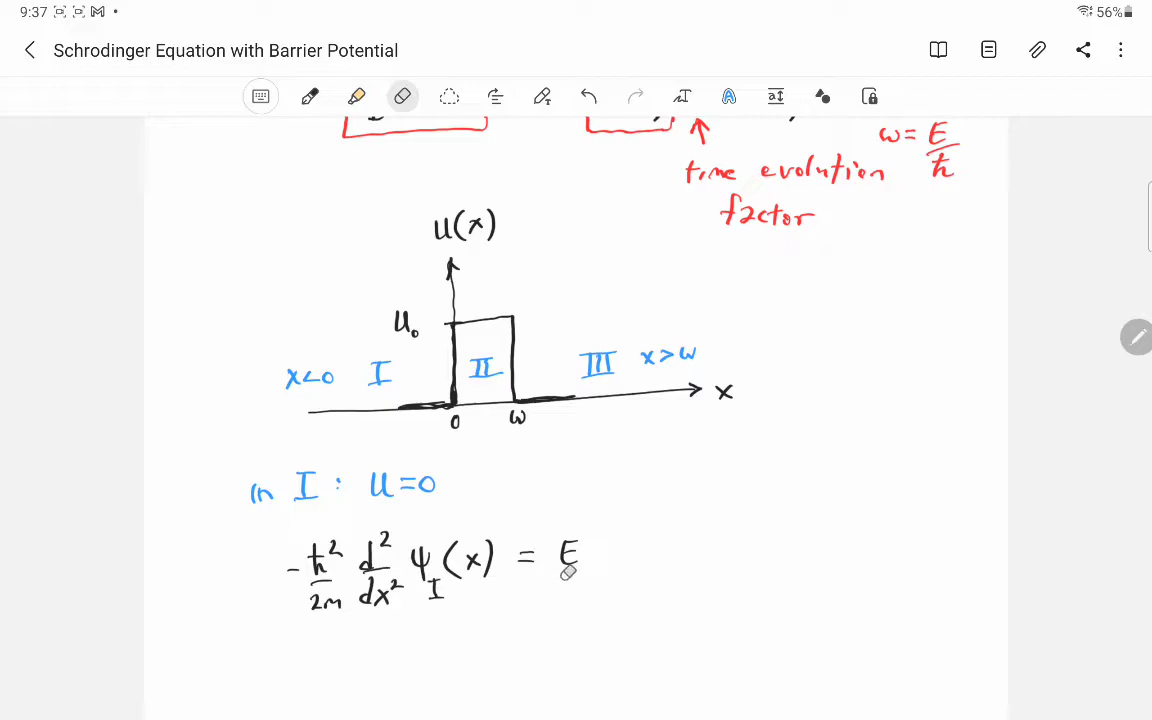 9:37
56%
Schrodinger Equation with Barrier Potential
ω = E/ħ
time evolution
factor
U(x)
U₀
x<0 I II III x>w
x
0 w
In I : U=0
-ħ²/2m d²/dx² ψ_I(x) = E